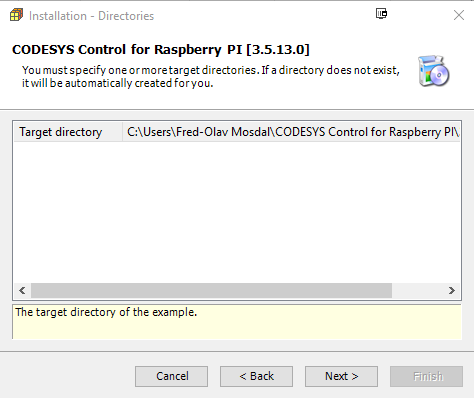 Installation - Directories
CODESYS Control for Raspberry PI [3.5.13.0]
You must specify one or more target directories. If a directory does not exist,
it will be automatically created for you.
Target directory C:\Users\Fred-Olav Mosdal\CODESYS Control for Raspberry PI\
The target directory of the example.
Cancel < Back Next > Finish